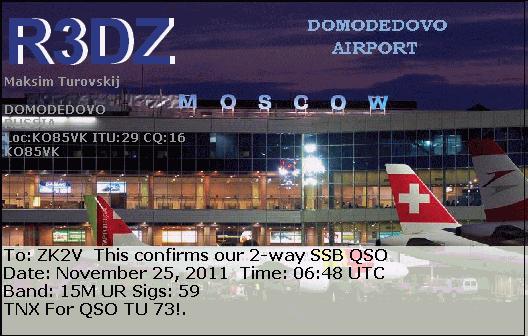 R3DZ
DOMODEDOVO
AIRPORT
Maksim Turovskij
MOSCOW
DOMODEDOVO
RUSSIA
Loc:KO85VK ITU:29 CQ:16
KO85VK
To: ZK2V This confirms our 2-way SSB QSO
Date: November 25, 2011 Time: 06:48 UTC
Band: 15M UR Sigs: 59
TNX For QSO TU 73!.